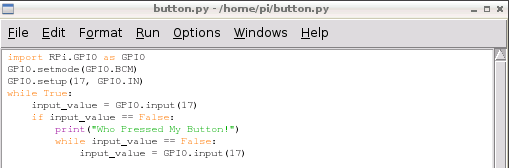 button.py - /home/pi/button.py
File Edit Format Run Options Windows Help
import RPi.GPIO as GPIO
GPIO.setmode(GPIO.BCM)
GPIO.setup(17, GPIO.IN)
while True:
    input_value = GPIO.input(17)
    if input_value == False:
        print("Who Pressed My Button!")
        while input_value == False:
            input_value = GPIO.input(17)